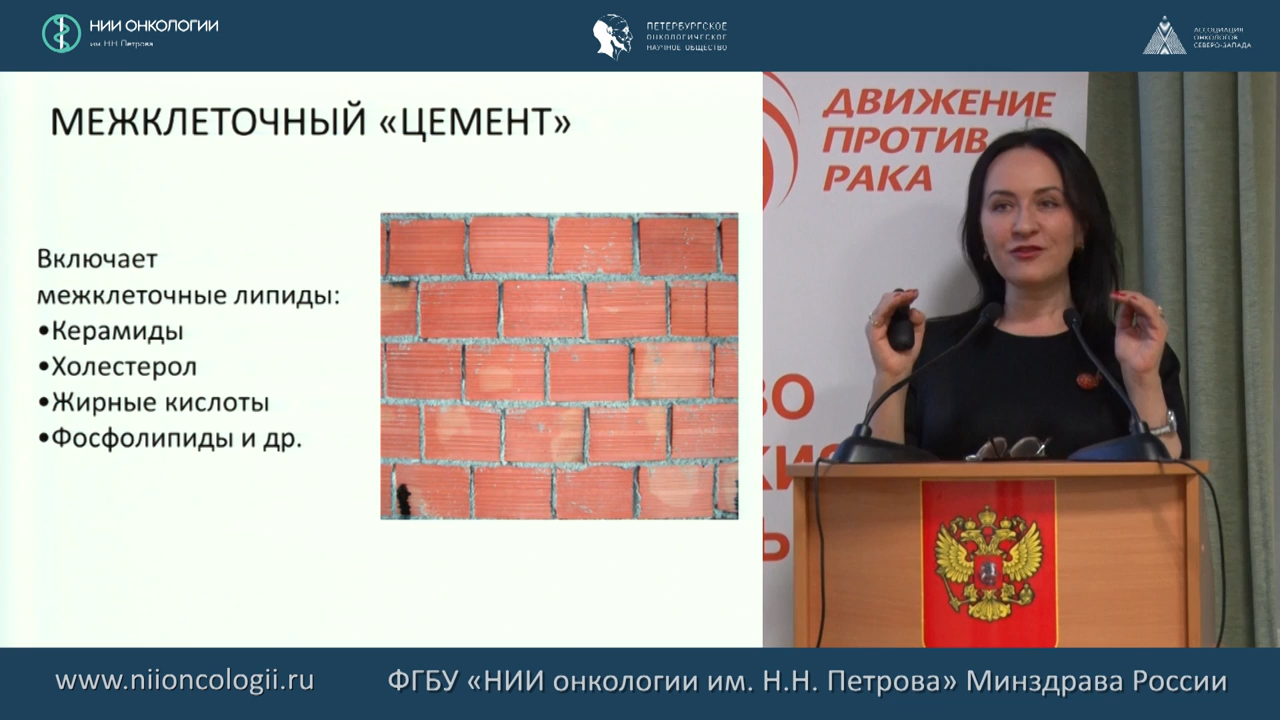 НИИ ОНКОЛОГИИ
им. Н.Н. Петрова
ПЕТЕРБУРГСКОЕ
ОНКОЛОГИЧЕСКОЕ
НАУЧНОЕ ОБЩЕСТВО
АССОЦИАЦИЯ
ОНКОЛОГОВ
СЕВЕРО-ЗАПАДА
МЕЖКЛЕТОЧНЫЙ «ЦЕМЕНТ»
Включает
межклеточные липиды:
•Керамиды
•Холестерол
•Жирные кислоты
•Фосфолипиды и др.
ДВИЖЕНИЕ
ПРОТИВ
РАКА
www.niioncologii.ru
ФГБУ «НИИ онкологии им. Н.Н. Петрова» Минздрава России